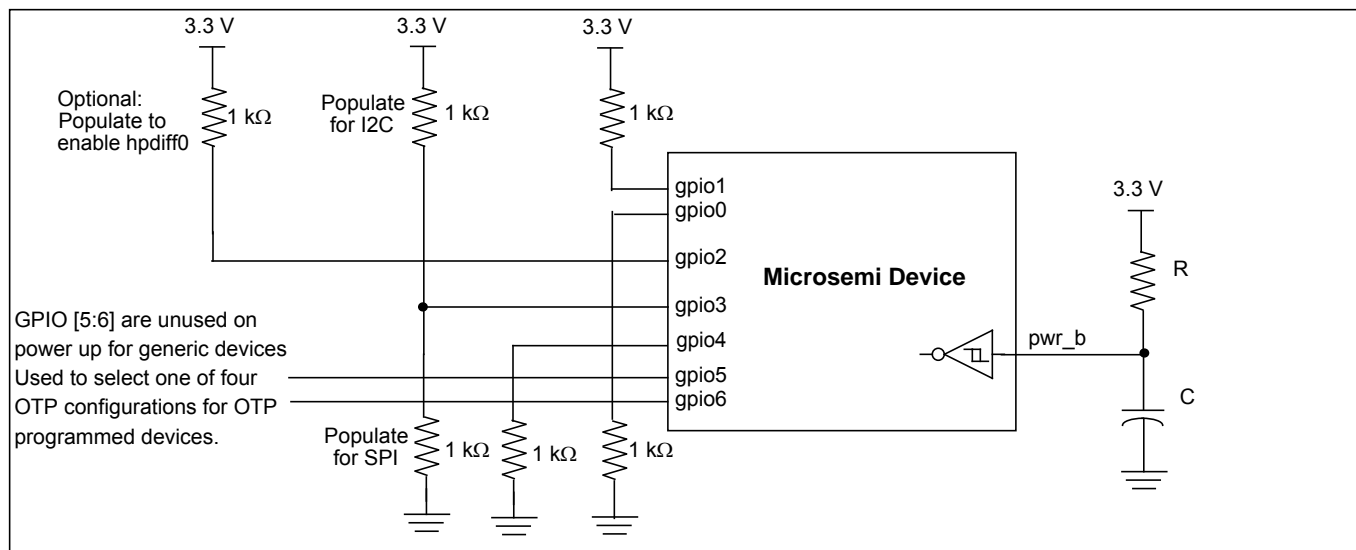 3.3 V
3.3 V
3.3 V
Optional:
Populate to
enable hpdiff0
1 kΩ
Populate
for I2C
1 kΩ
1 kΩ
gpio1
gpio0
gpio2
gpio3
gpio4
gpio5
gpio6
Microsemi Device
pwr_b
3.3 V
R
C
GPIO [5:6] are unused on
power up for generic devices
Used to select one of four
OTP configurations for OTP
programmed devices.
Populate
for SPI
1 kΩ
1 kΩ
1 kΩ